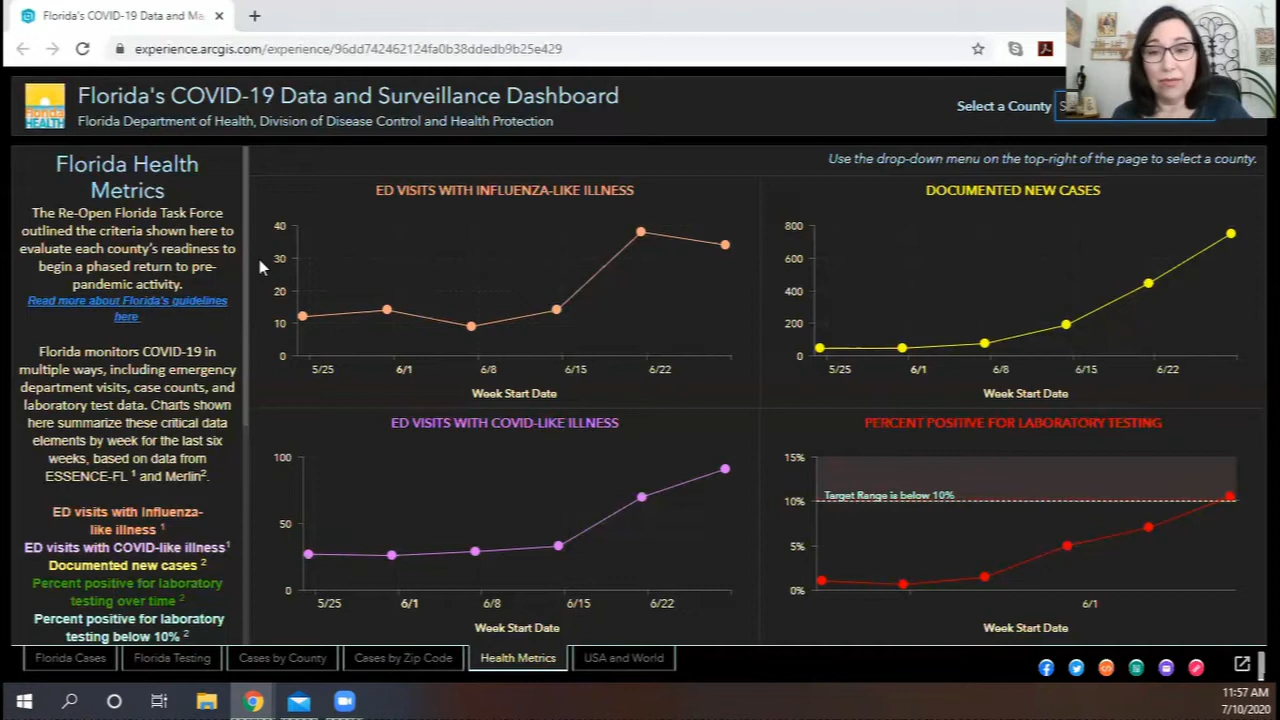 Florida's COVID-19 Data and Ma
experience.arcgis.com/experience/96dd742462124fa0b38ddedb9b25e429
Florida HEALTH
Florida's COVID-19 Data and Surveillance Dashboard
Florida Department of Health, Division of Disease Control and Health Protection
Select a County
Florida Health
Metrics
The Re-Open Florida Task Force
outlined the criteria shown here to
evaluate each county's readiness to
begin a phased return to pre-
pandemic activity.
Read more about Florida's guidelines
here
Florida monitors COVID-19 in
multiple ways, including emergency
department visits, case counts, and
laboratory test data. Charts shown
here summarize these critical data
elements by week for the last six
weeks, based on data from
ESSENCE-FL 1 and Merlin2.
ED visits with Influenza-
like illness 1
ED visits with COVID-like illness1
Documented new cases 2
Percent positive for laboratory
testing over time 2
Percent positive for laboratory
testing below 10% 2
Use the drop-down menu on the top-right of the page to select a county.
ED VISITS WITH INFLUENZA-LIKE ILLNESS
40
30
20
10
0
5/25 6/1 6/8 6/15 6/22
Week Start Date
DOCUMENTED NEW CASES
800
600
400
200
0
5/25 6/1 6/8 6/15 6/22
Week Start Date
ED VISITS WITH COVID-LIKE ILLNESS
100
50
0
5/25 6/1 6/8 6/15 6/22
Week Start Date
PERCENT POSITIVE FOR LABORATORY TESTING
15%
Target Range is below 10%
10%
5%
0%
6/1
Week Start Date
Florida Cases
Florida Testing
Cases by County
Cases by Zip Code
Health Metrics
USA and World
11:57 AM
7/10/2020